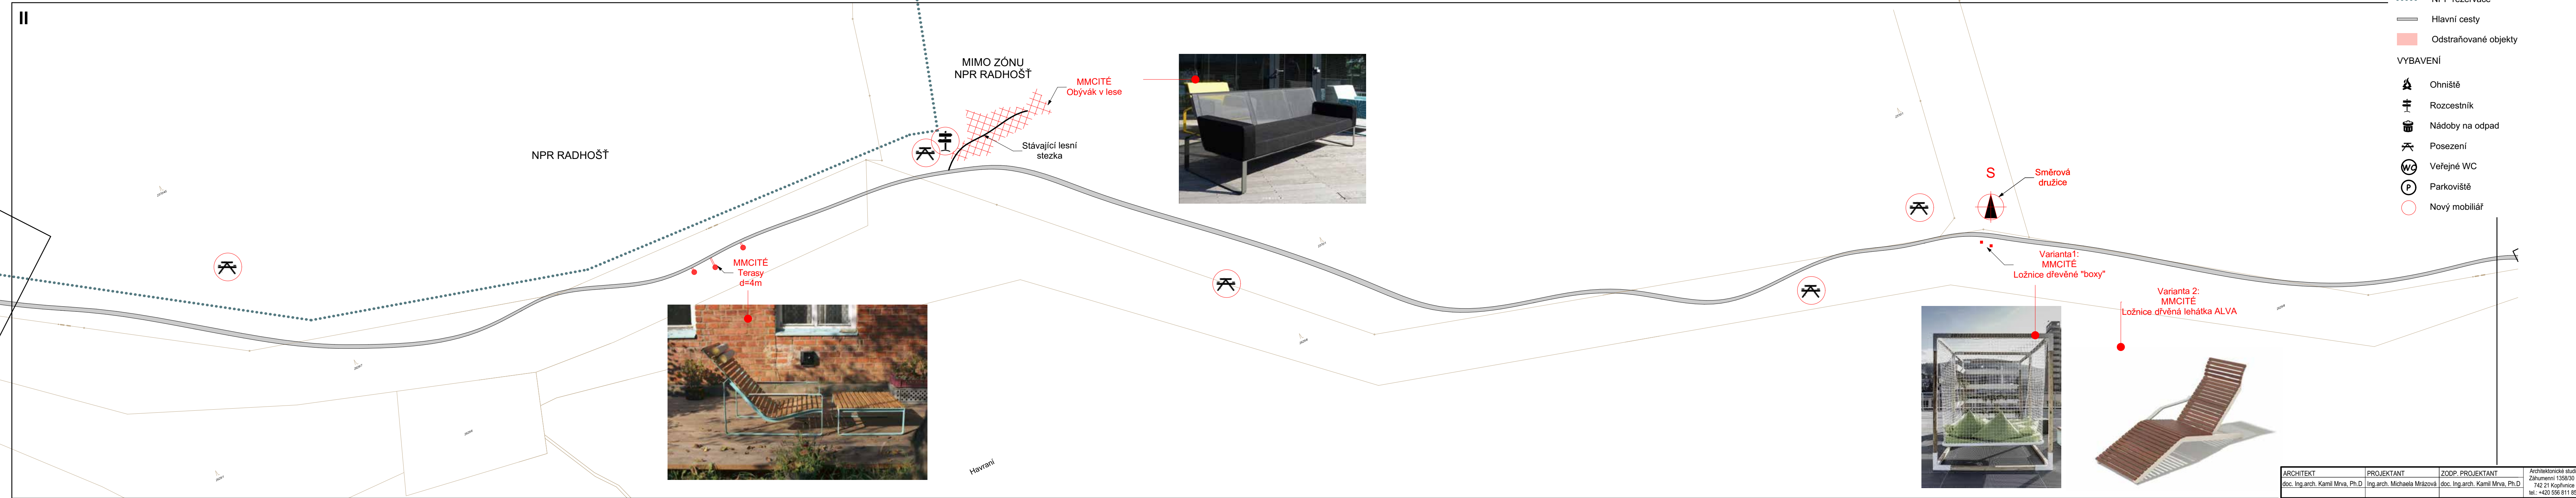 II
NPR RADHOŠŤ
MIMO ZÓNU
NPR RADHOŠŤ
MMCITÉ
Obývák v lese
Stávající lesní
stezka
MMCITÉ
Terasy
d=4m
Havraní
S
Směrová
družice
Varianta1:
MMCITÉ
Ložnice dřevěné "boxy"
Varianta 2:
MMCITÉ
Ložnice dřvěná lehátka ALVA
Hlavní cesty
Odstraňované objekty
VYBAVENÍ
Ohniště
Rozcestník
Nádoby na odpad
Posezení
WC Veřejné WC
P Parkoviště
Nový mobiliář
ARCHITEKT PROJEKTANT ZODP. PROJEKTANT
doc. Ing.arch. Kamil Mrva, Ph.D Ing.arch. Michaela Mrázová doc. Ing.arch. Kamil Mrva, Ph.D
742 21 Kopřivnice